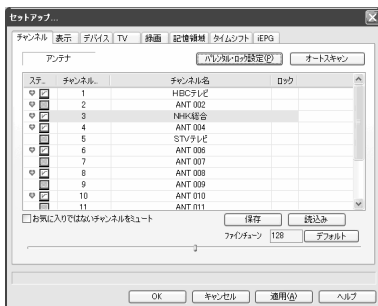 セットアップ...
チャンネル 表示 デバイス TV 録画 記憶領域 タイムシフト iEPG
アンテナ パレンタル・ロック設定(P) オートスキャン
ステ... チャンネル... チャンネル名 ロック
1 HBCテレビ
2 ANT 002
3 NHK総合
4 ANT 004
5 STVテレビ
6 ANT 006
7 ANT 007
8 ANT 008
9 ANT 009
10 ANT 010
11 ANT 011
お気に入りではないチャンネルをミュート 保存 読込み
ファインチューン 128 デフォルト
OK キャンセル 適用(A) ヘルプ